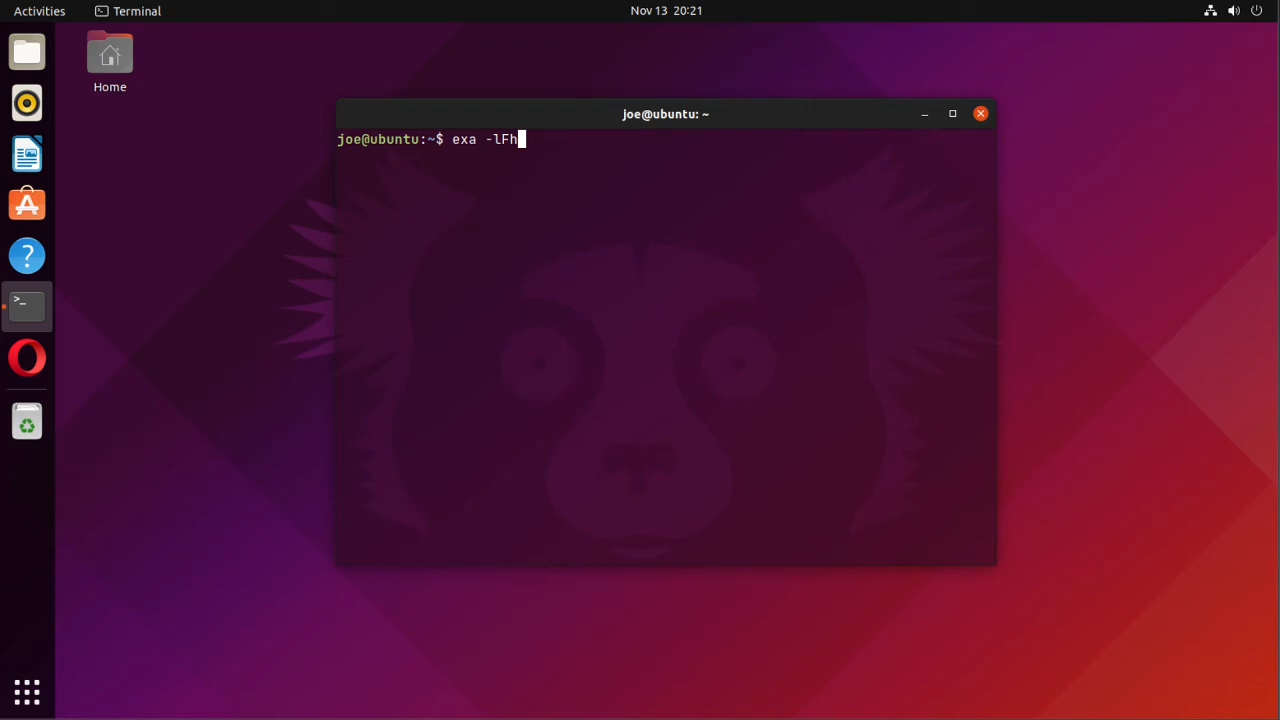 Activities
Terminal
Nov 13 20:21
Home
joe@ubuntu: ~
joe@ubuntu:~$ exa -lFh